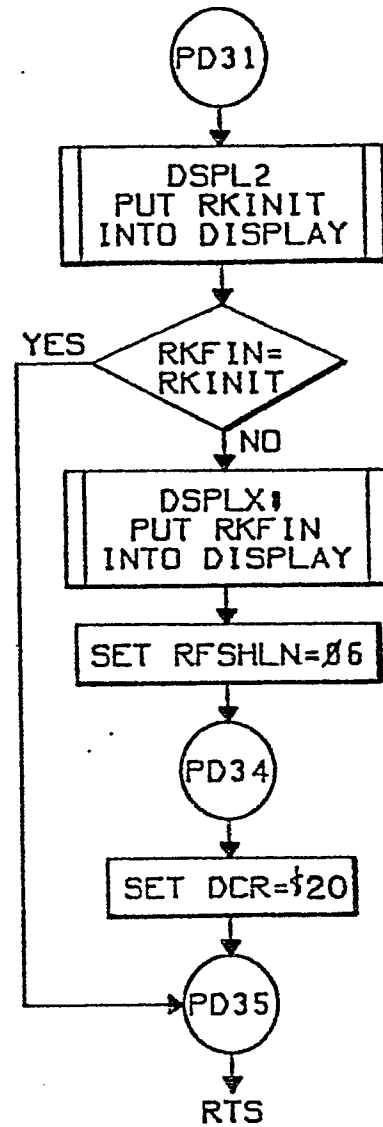 PD31
DSPL2
PUT RKINIT
INTO DISPLAY
YES
RKFIN=
RKINIT
NO
DSPLX;
PUT RKFIN
INTO DISPLAY
SET RFSHLN=Ø6
PD34
SET DCR=$20
PD35
RTS